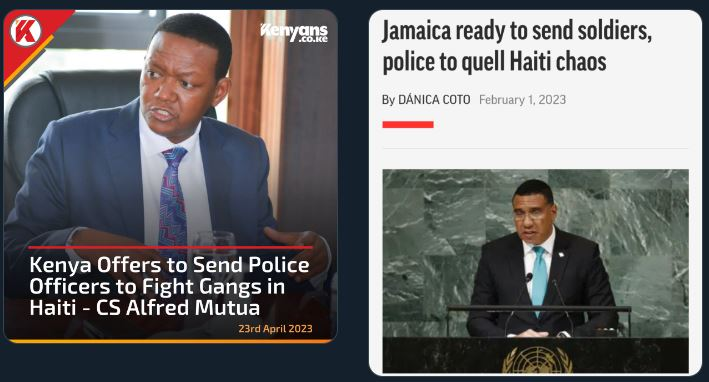 K
Kenyans
.co.ke
Kenya Offers to Send Police
Officers to Fight Gangs in
Haiti - CS Alfred Mutua
23rd April 2023
Jamaica ready to send soldiers,
police to quell Haiti chaos
By DÁNICA COTO February 1, 2023